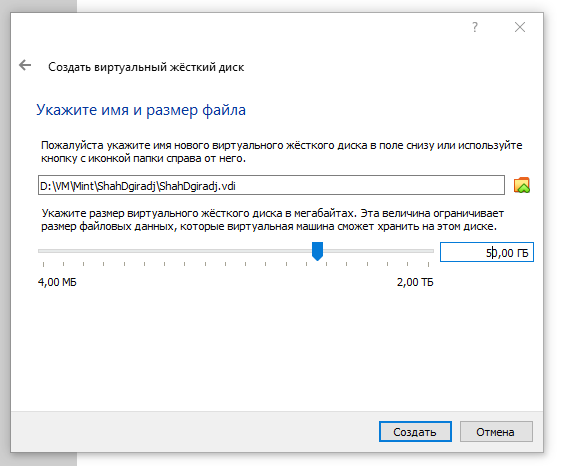 ?
Создать виртуальный жёсткий диск
Укажите имя и размер файла
Пожалуйста укажите имя нового виртуального жёсткого диска в поле снизу или используйте
кнопку с иконкой папки справа от него.
D:\VM\Mint\ShahDgiradj\ShahDgiradj.vdi
Укажите размер виртуального жёсткого диска в мегабайтах. Эта величина ограничивает
размер файловых данных, которые виртуальная машина сможет хранить на этом диске.
50,00 ГБ
4,00 МБ 2,00 ТБ
Создать Отмена